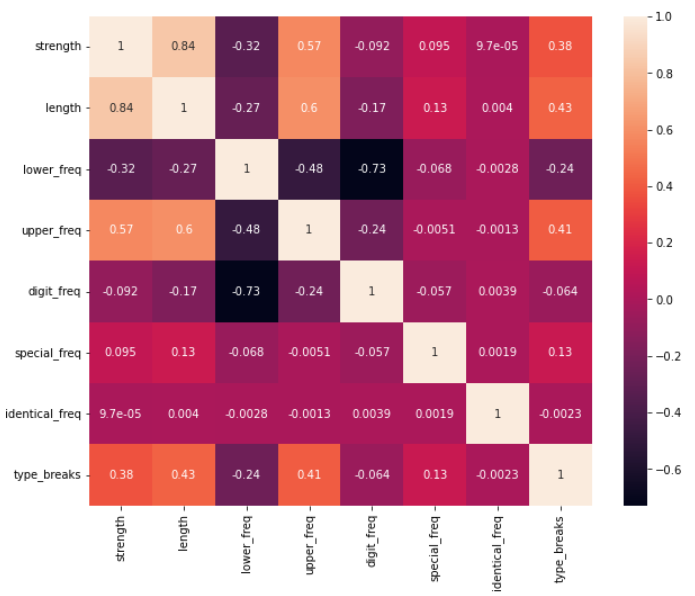 1.0
strength 1 0.84 -0.32 0.57 -0.092 0.095 9.7e-05 0.38
0.8
length 0.84 1 -0.27 0.6 -0.17 0.13 0.004 0.43
0.6
lower_freq -0.32 -0.27 1 -0.48 -0.73 -0.068 -0.0028 -0.24
0.4
upper_freq 0.57 0.6 -0.48 1 -0.24 -0.0051 -0.0013 0.41
0.2
digit_freq -0.092 -0.17 -0.73 -0.24 1 -0.057 0.0039 -0.064
0.0
special_freq 0.095 0.13 -0.068 -0.0051 -0.057 1 0.0019 0.13
−0.2
identical_freq 9.7e-05 0.004 -0.0028 -0.0013 0.0039 0.0019 1 -0.0023
−0.4
type_breaks 0.38 0.43 -0.24 0.41 -0.064 0.13 -0.0023 1
−0.6
strength
length
lower_freq
upper_freq
digit_freq
special_freq
identical_freq
type_breaks